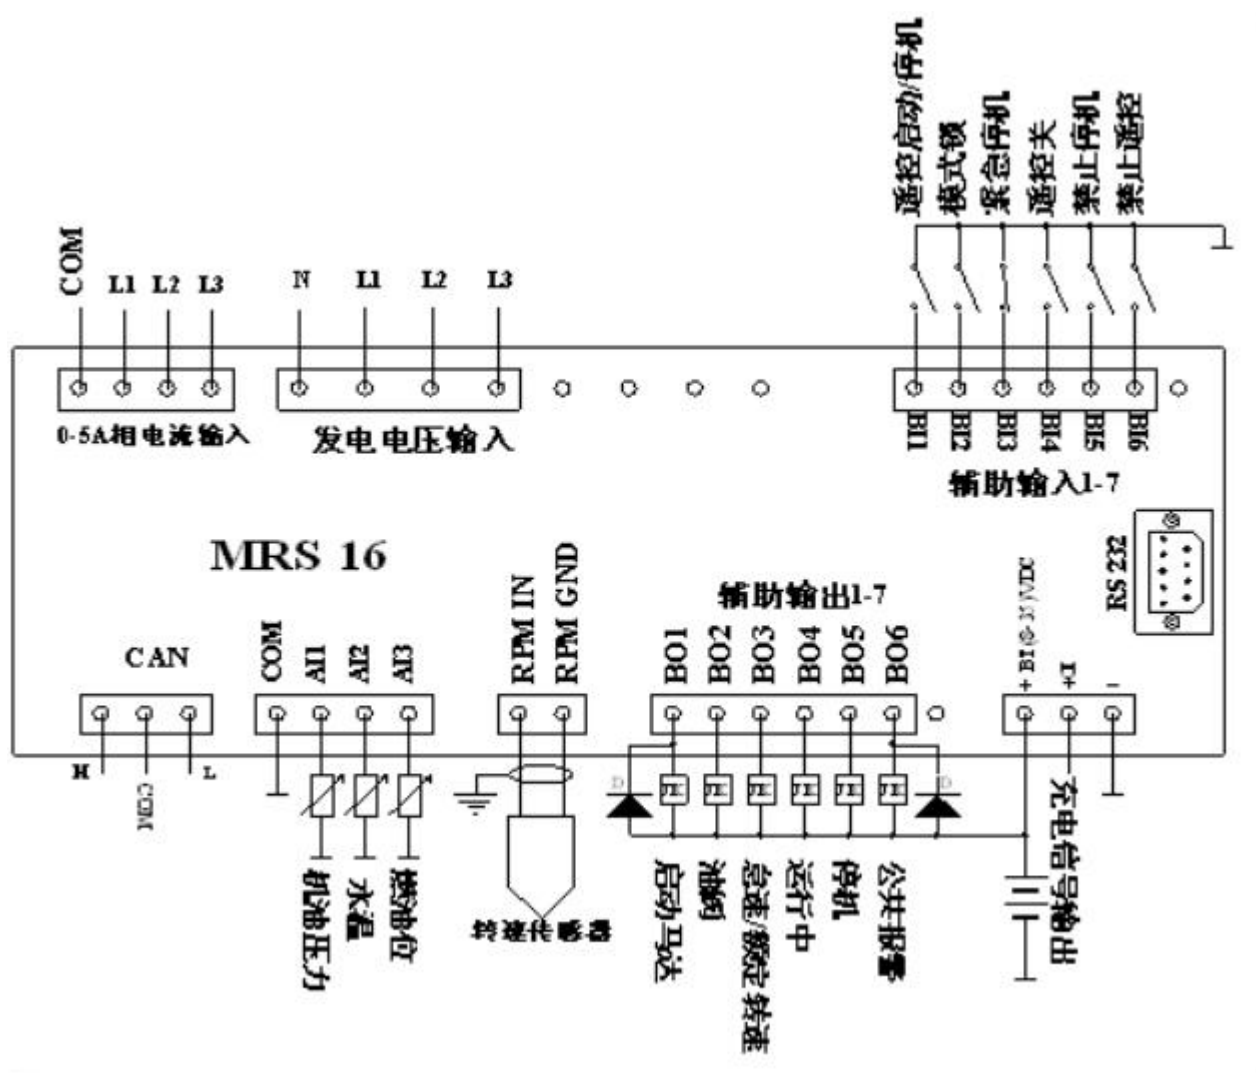 遥控启动/停机
模式锁
紧急停机
遥控关
禁止停机
禁止遥控
COM
L1
L2
L3
N
L1
L2
L3
0-5A相电流输入
发电电压输入
BI1
BI2
BI3
BI4
BI5
BI6
辅助输入1-7
MRS 16
RS 232
CAN
COM
AI1
AI2
AI3
RPM IN
RPM GND
辅助输出1-7
BO1
BO2
BO3
BO4
BO5
BO6
+
D+
-
H
COM
L
D
D
机油压力
水温
燃油位
转速传感器
启动马达
油阀
急速/额定转速
运行中
停机
公共报警
充电信号输出